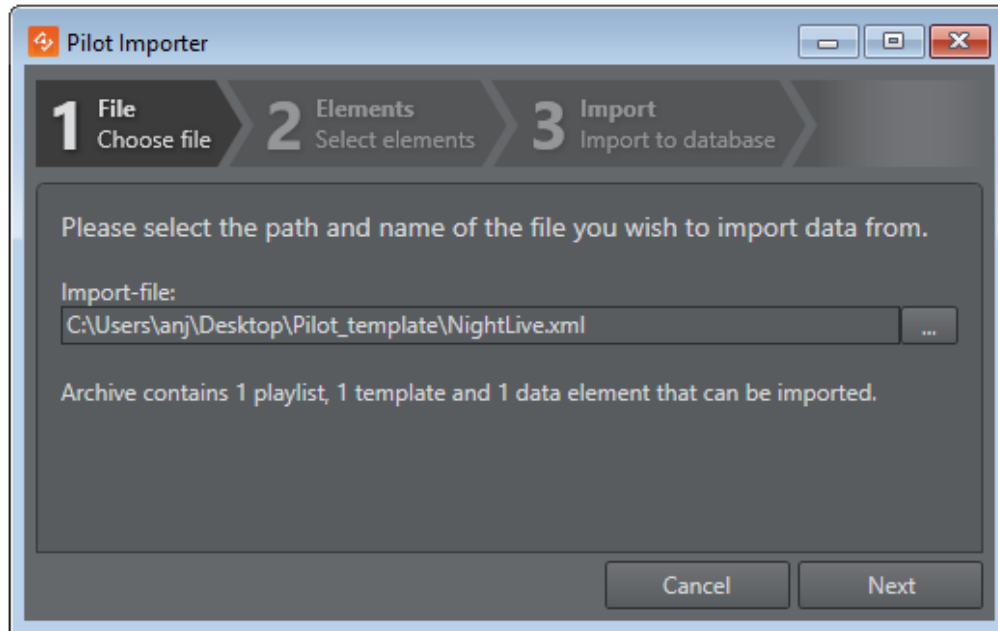 Pilot Importer
1 File
Choose file
2 Elements
Select elements
3 Import
Import to database
Please select the path and name of the file you wish to import data from.
Import-file:
C:\Users\anj\Desktop\Pilot_template\NightLive.xml
...
Archive contains 1 playlist, 1 template and 1 data element that can be imported.
Cancel
Next